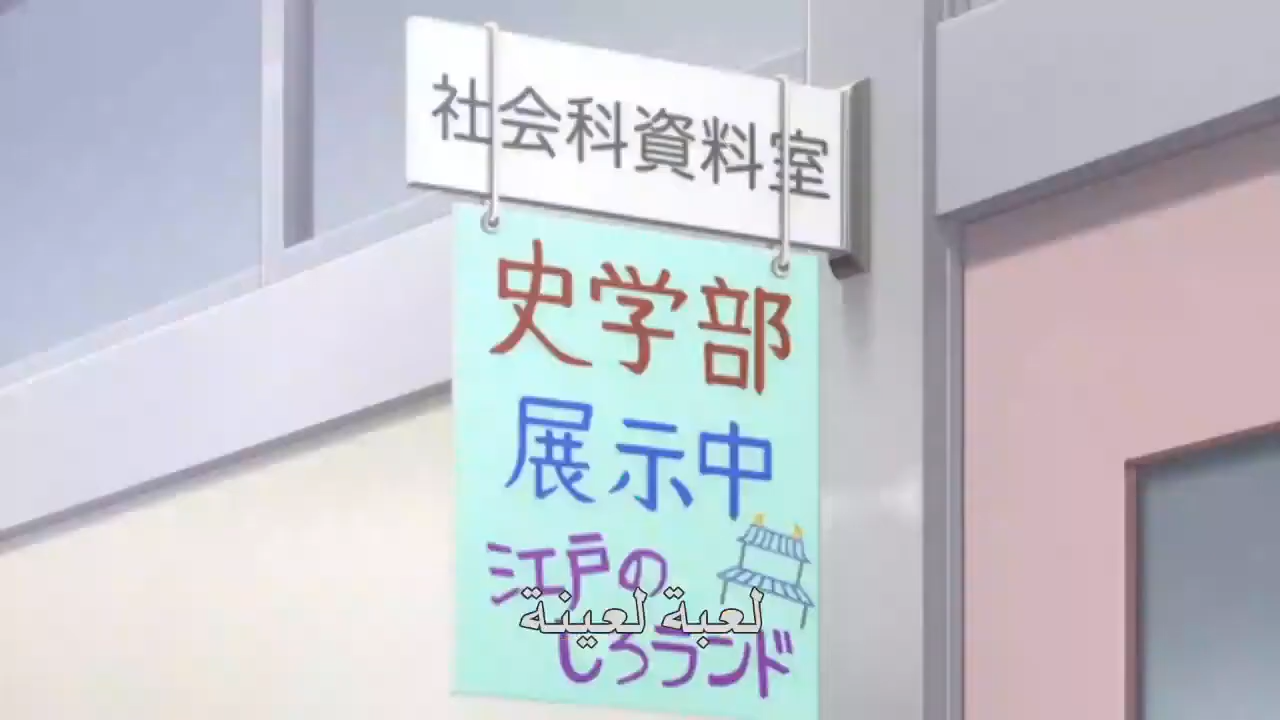 社会科資料室
史学部
展示中
江戸の
لعبة لعينة
しろランド